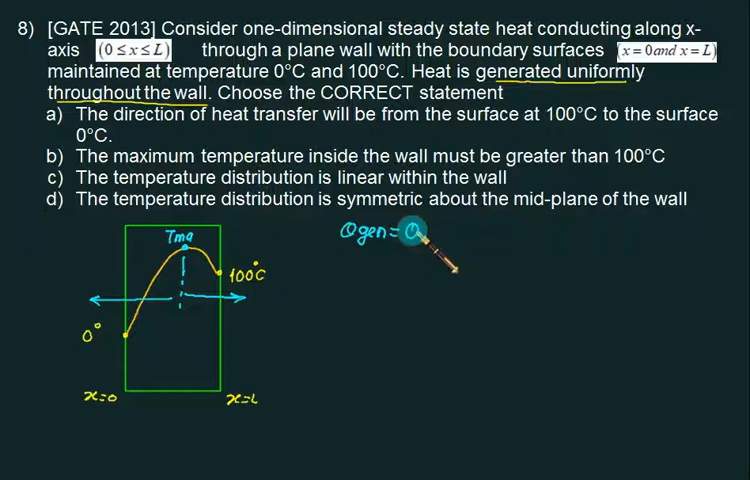 8) [GATE 2013] Consider one-dimensional steady state heat conducting along x-
axis (0 ≤ x ≤ L) through a plane wall with the boundary surfaces (x = 0 and x = L)
maintained at temperature 0°C and 100°C. Heat is generated uniformly
throughout the wall. Choose the CORRECT statement
a) The direction of heat transfer will be from the surface at 100°C to the surface
0°C.
b) The maximum temperature inside the wall must be greater than 100°C
c) The temperature distribution is linear within the wall
d) The temperature distribution is symmetric about the mid-plane of the wall
Tma
Qgen=0
100°C
0°
x=0
x=L